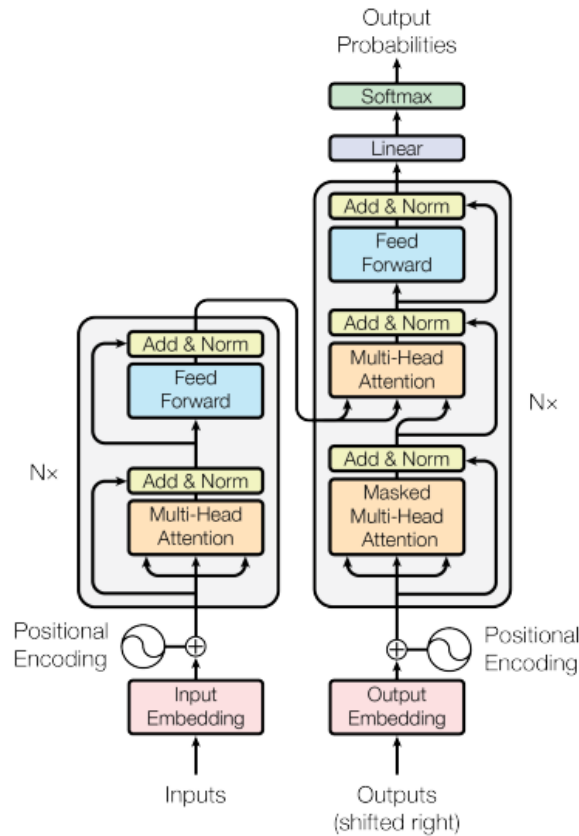 Output
Probabilities
Softmax
Linear
Add & Norm
Feed
Forward
Add & Norm
Multi-Head
Attention
Add & Norm
Masked
Multi-Head
Attention
N×
Add & Norm
Feed
Forward
Add & Norm
Multi-Head
Attention
N×
Positional
Encoding
Positional
Encoding
Input
Embedding
Output
Embedding
Inputs
Outputs
(shifted right)